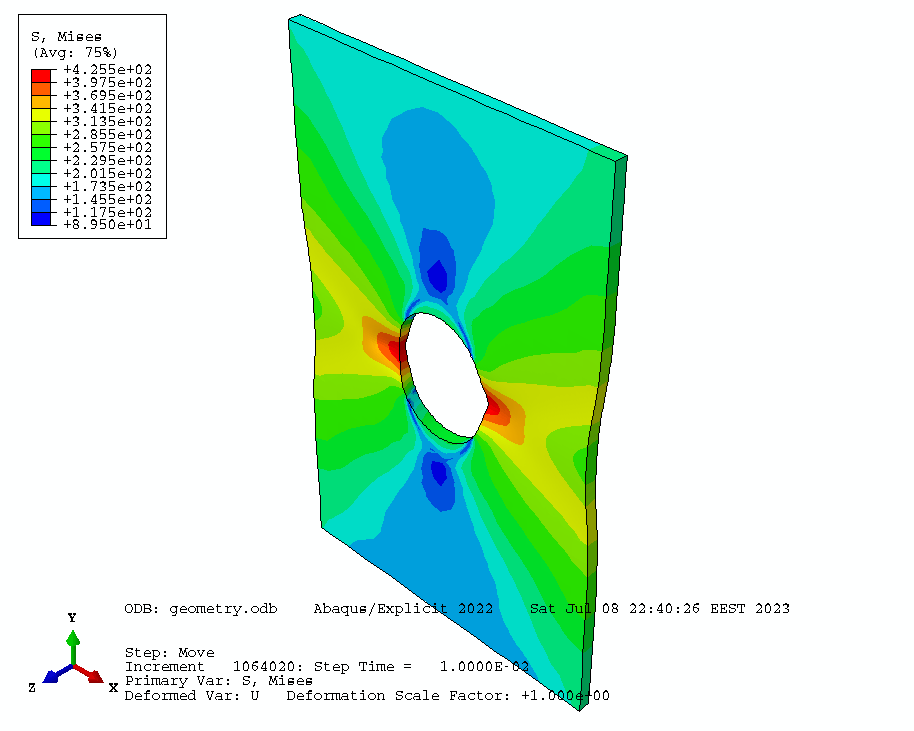 S, Mises
(Avg: 75%)
+4.255e+02
+3.975e+02
+3.695e+02
+3.415e+02
+3.135e+02
+2.855e+02
+2.575e+02
+2.295e+02
+2.015e+02
+1.735e+02
+1.455e+02
+1.175e+02
+8.950e+01
ODB: geometry.odb    Abaqus/Explicit 2022    Sat Jul 08 22:40:26 EEST 2023
Y
Z
X
Step: Move
Increment   1064020: Step Time =   1.0000E-02
Primary Var: S, Mises
Deformed Var: U   Deformation Scale Factor: +1.000e+00